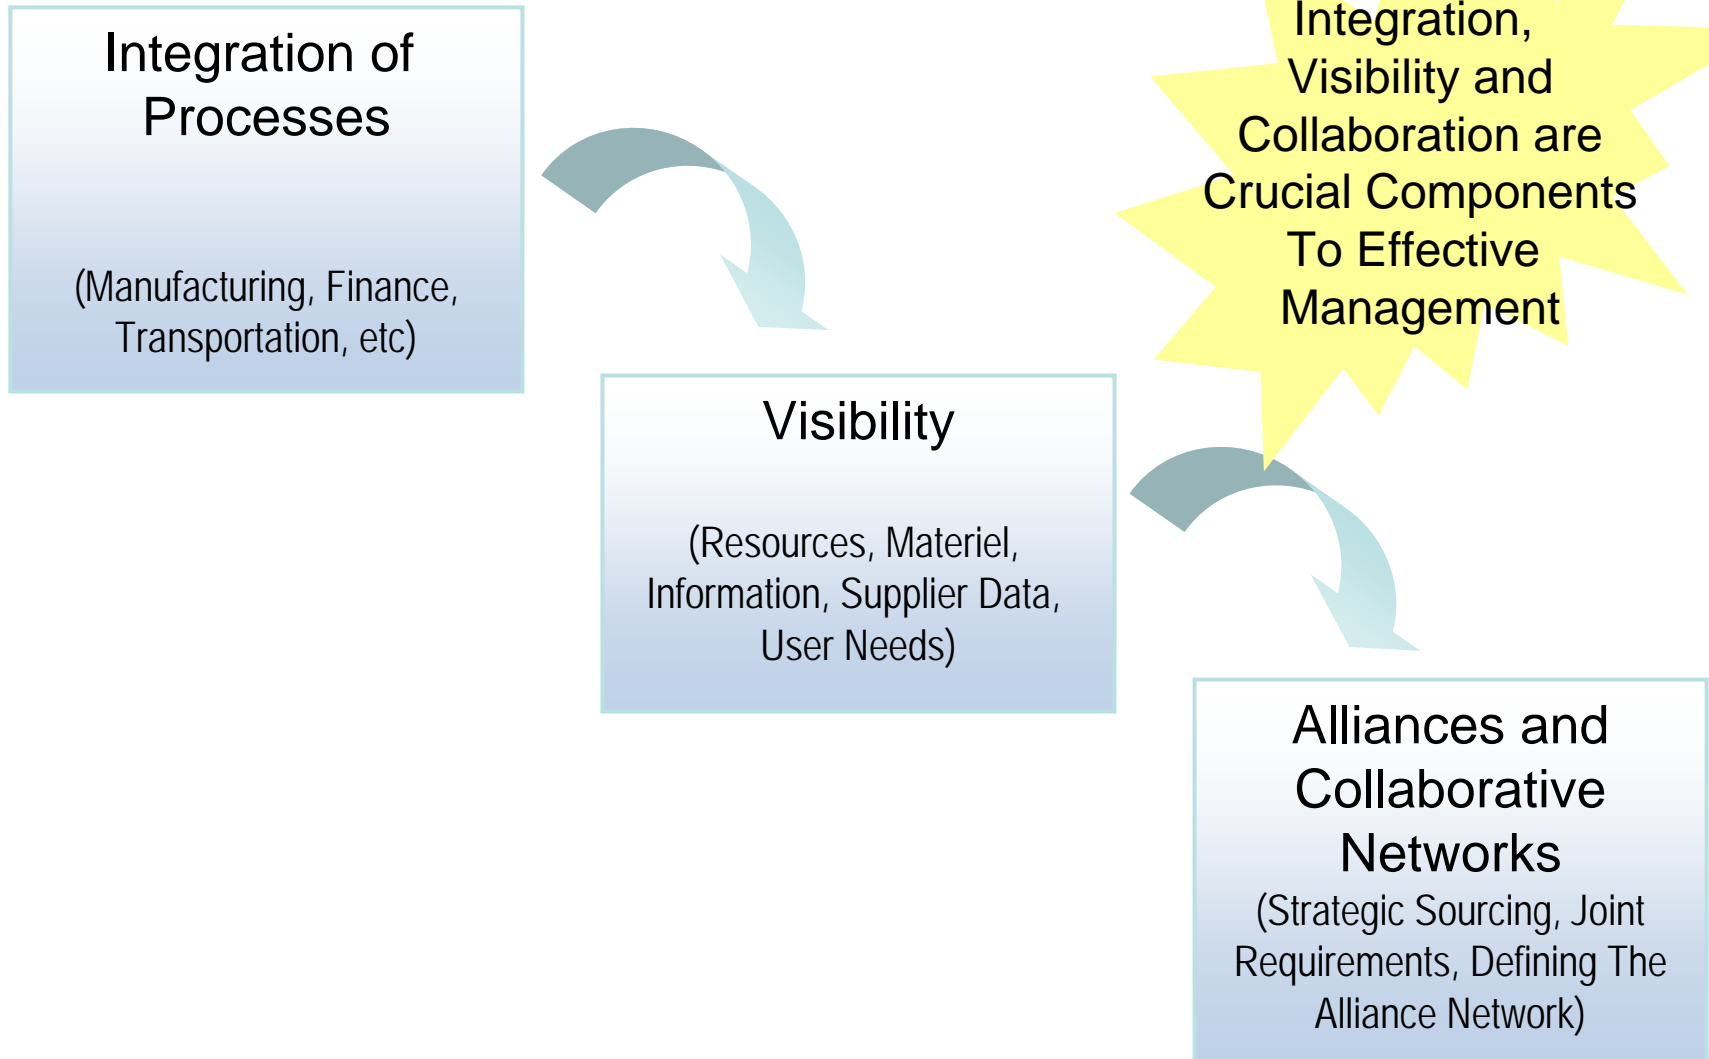 Integration of
Processes
(Manufacturing, Finance,
Transportation, etc)
Integration,
Visibility and
Collaboration are
Crucial Components
To Effective
Management
Visibility
(Resources, Materiel,
Information, Supplier Data,
User Needs)
Alliances and
Collaborative
Networks
(Strategic Sourcing, Joint
Requirements, Defining The
Alliance Network)